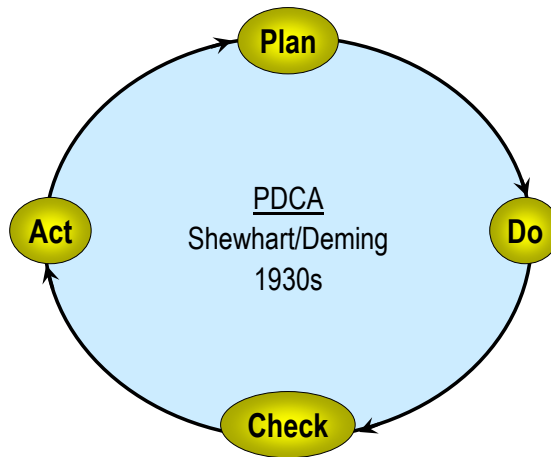 Plan
Act
PDCA
Shewhart/Deming
1930s
Do
Check